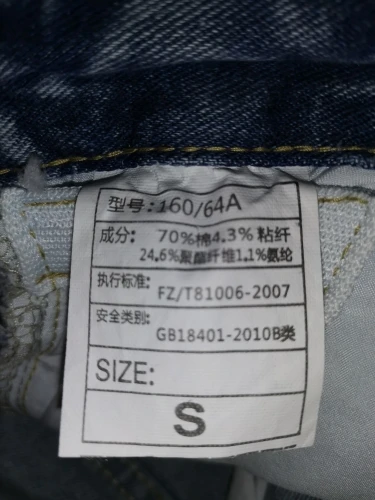 型号:160/64A
成分: 70%棉4.3%粘纤
24.6%聚酯纤维1.1%氨纶
执行标准:
FZ/T81006-2007
安全类别:
GB18401-2010B类
SIZE:
S